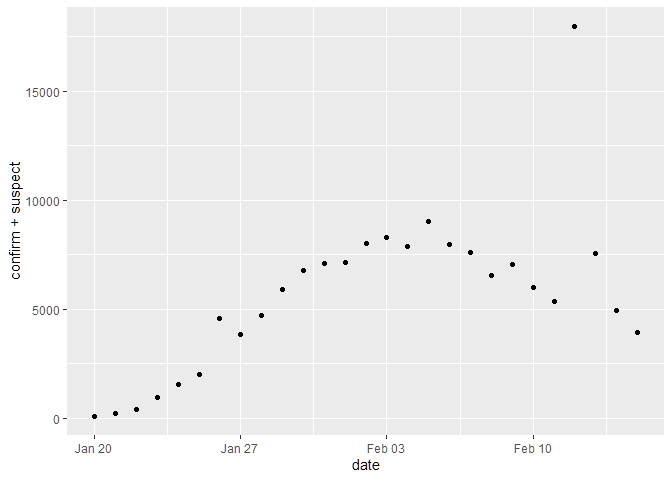 15000
10000
5000
0
confirm + suspect
Jan 20
Jan 27
Feb 03
Feb 10
date